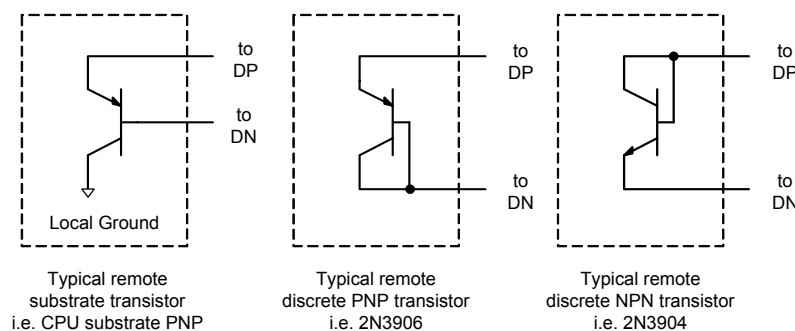 to
DP
to
DN
Local Ground
Typical remote
substrate transistor
i.e. CPU substrate PNP
to
DP
to
DN
Typical remote
discrete PNP transistor
i.e. 2N3906
to
DP
to
DN
Typical remote
discrete NPN transistor
i.e. 2N3904